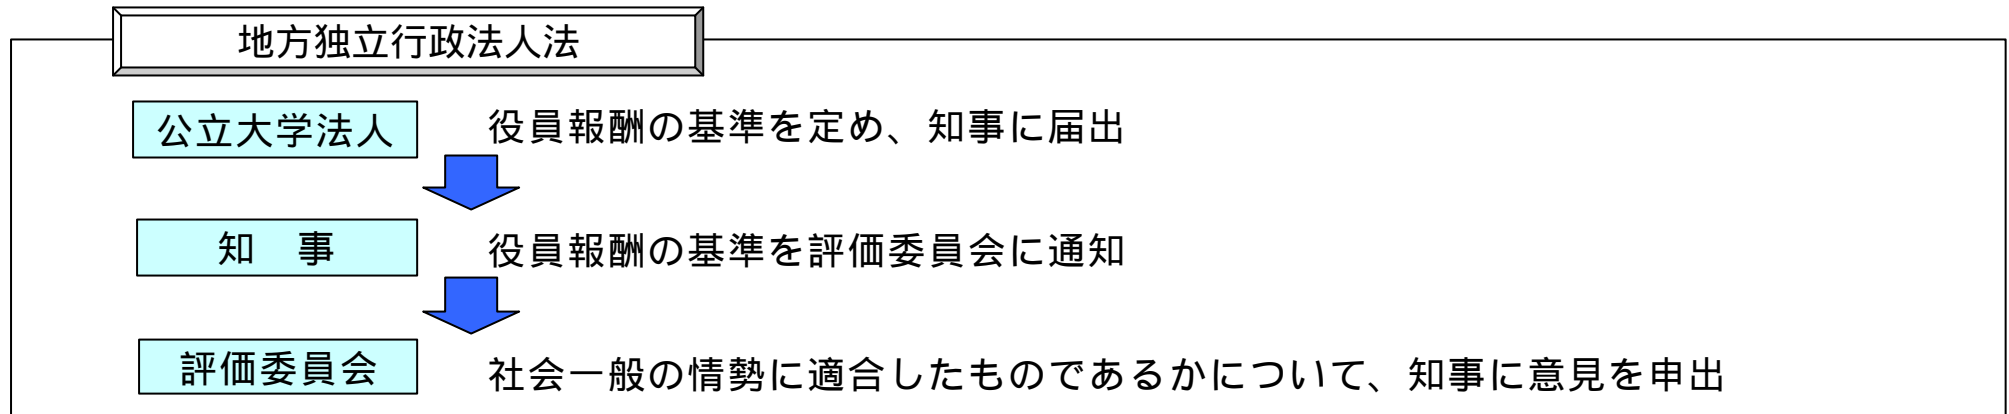 地方独立行政法人法
公立大学法人 役員報酬の基準を定め、知事に届出
知　事 役員報酬の基準を評価委員会に通知
評価委員会 社会一般の情勢に適合したものであるかについて、知事に意見を申出